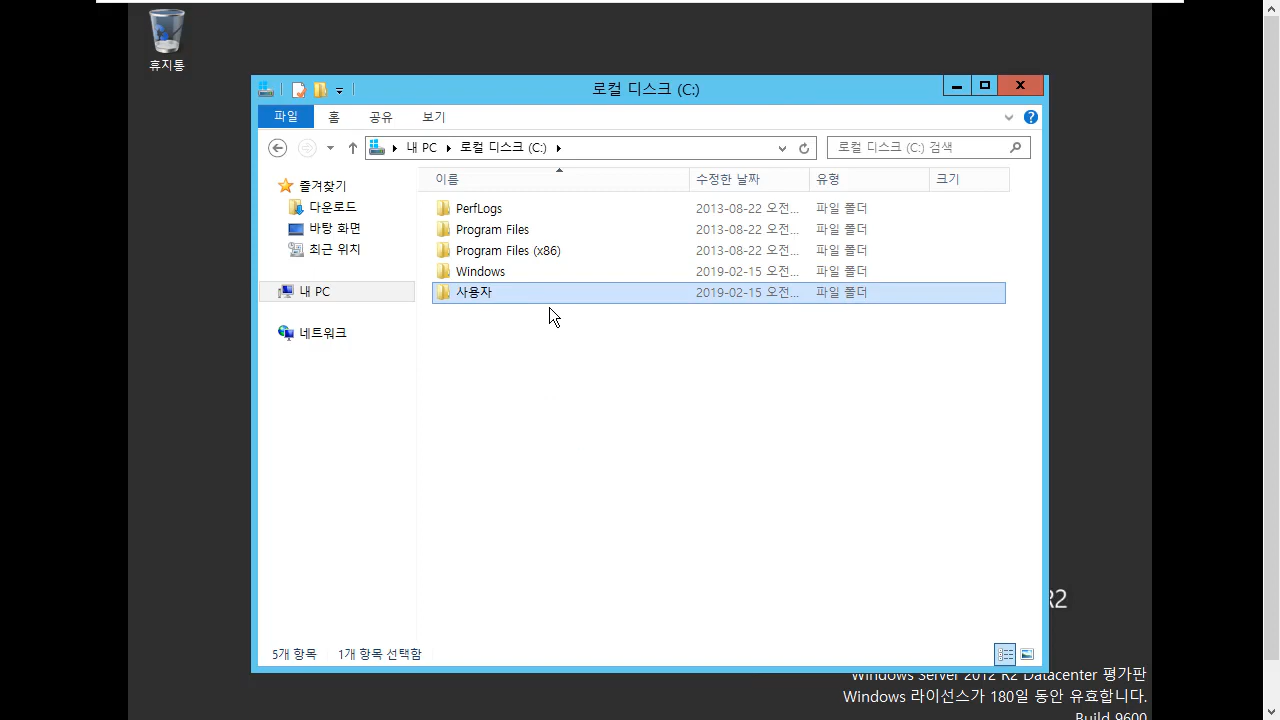 휴지통
로컬 디스크 (C:)
파일 홈 공유 보기
내 PC 로컬 디스크 (C:) 로컬 디스크 (C:) 검색
이름 수정한 날짜 유형 크기
즐겨찾기
다운로드
바탕 화면
최근 위치
내 PC
네트워크
PerfLogs 2013-08-22 오전... 파일 폴더
Program Files 2013-08-22 오전... 파일 폴더
Program Files (x86) 2013-08-22 오전... 파일 폴더
Windows 2019-02-15 오전... 파일 폴더
사용자 2019-02-15 오전... 파일 폴더
5개 항목 1개 항목 선택함
R2
Windows Server 2012 R2 Datacenter 평가판
Windows 라이선스가 180일 동안 유효합니다.
Build 9600